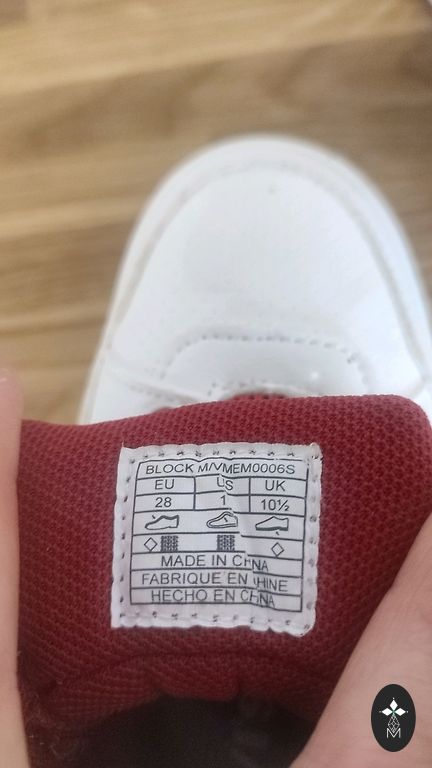 BLOCK M/VMEM0006S
EU US UK
28 1 10½
MADE IN CHINA
FABRIQUE EN CHINE
HECHO EN CHINA
M